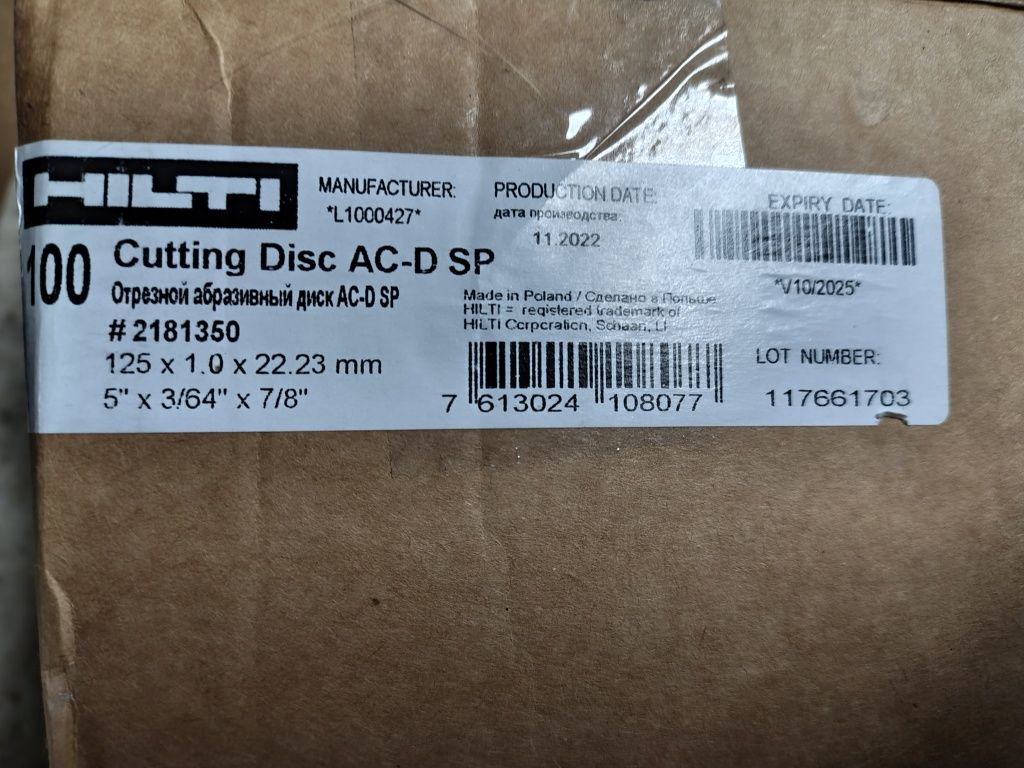 HILTI
MANUFACTURER:
*L1000427*
PRODUCTION DATE:
дата производства:
11.2022
EXPIRY DATE:
*V10/2025*
100
Cutting Disc AC-D SP
Отрезной абразивный диск AC-D SP
# 2181350
125 x 1.0 x 22.23 mm
5" x 3/64" x 7/8"
Made in Poland / Сделано в Польше
HILTI = registered trademark of
HILTI Corporation, Schaan, LI
7 613024 108077
LOT NUMBER:
117661703